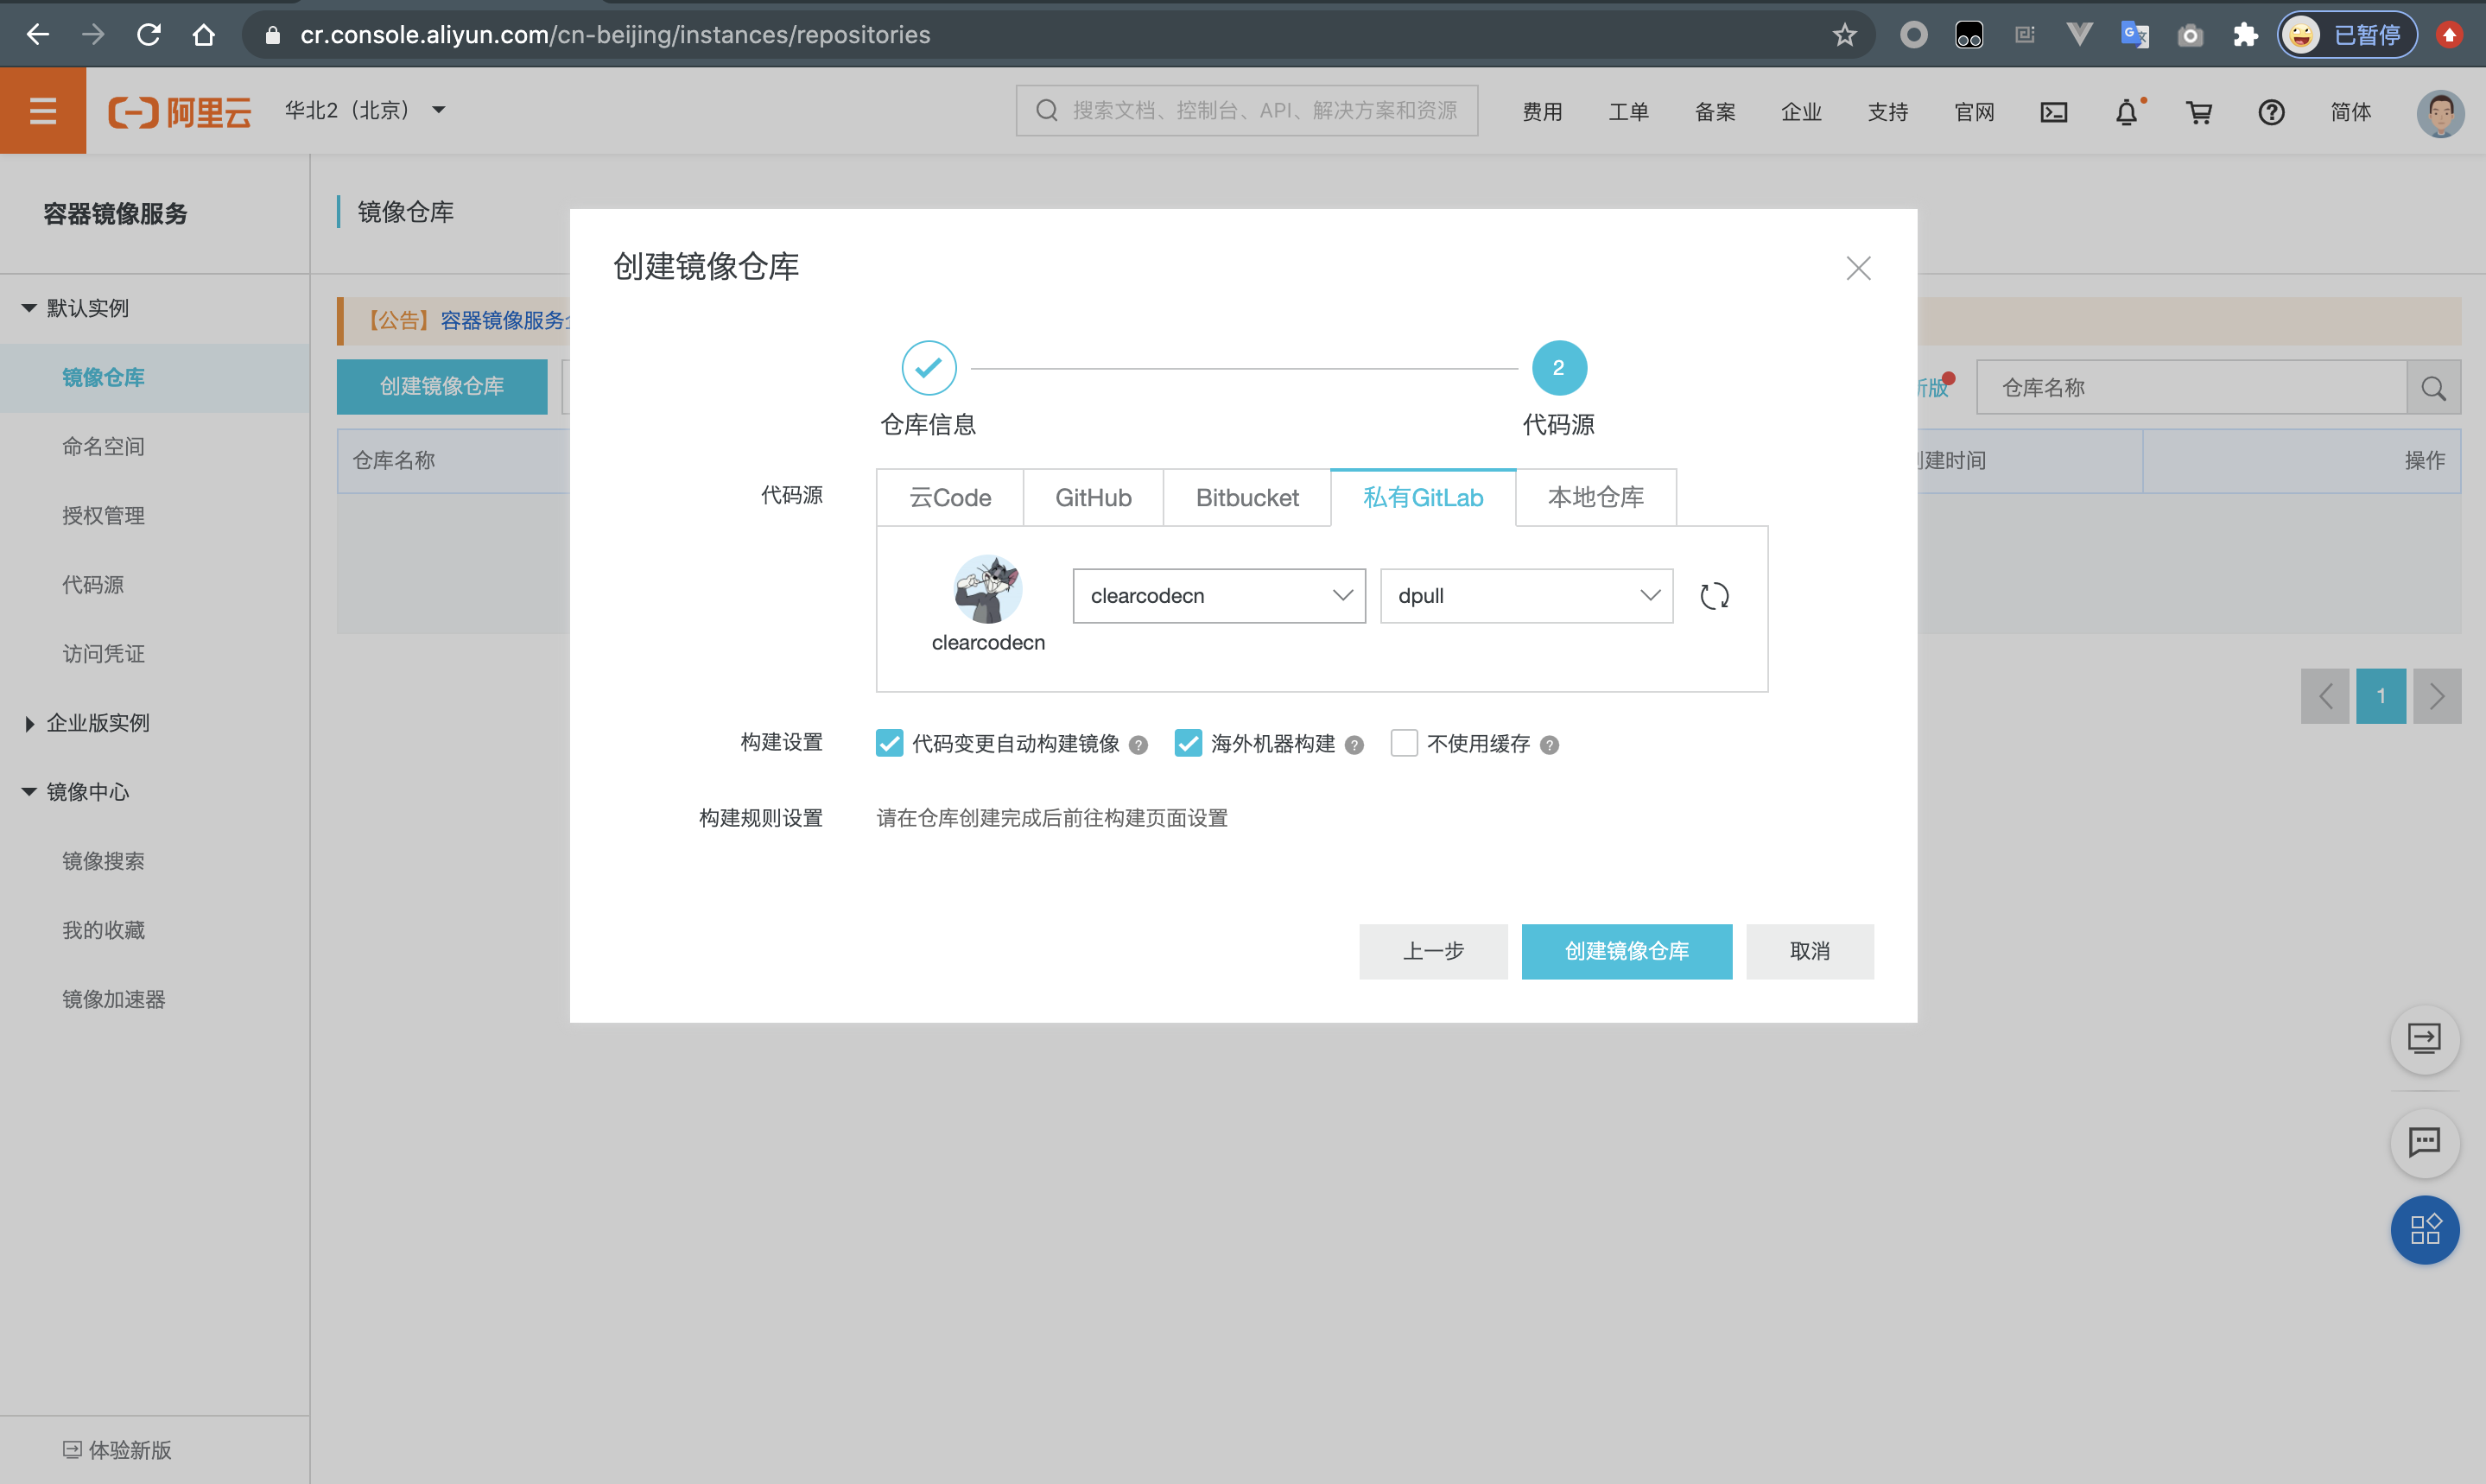 cr.console.aliyun.com/cn-beijing/instances/repositories
已暂停
阿里云
华北2（北京）
搜索文档、控制台、API、解决方案和资源
费用
工单
备案
企业
支持
官网
简体
容器镜像服务
默认实例
镜像仓库
命名空间
授权管理
代码源
访问凭证
企业版实例
镜像中心
镜像搜索
我的收藏
镜像加速器
体验新版
镜像仓库
【公告】容器镜像服务
创建镜像仓库
新版
仓库名称
仓库名称
创建时间
操作
1
创建镜像仓库
2
仓库信息
代码源
代码源
云Code
GitHub
Bitbucket
私有GitLab
本地仓库
clearcodecn
clearcodecn
dpull
构建设置
代码变更自动构建镜像
海外机器构建
不使用缓存
构建规则设置
请在仓库创建完成后前往构建页面设置
上一步
创建镜像仓库
取消